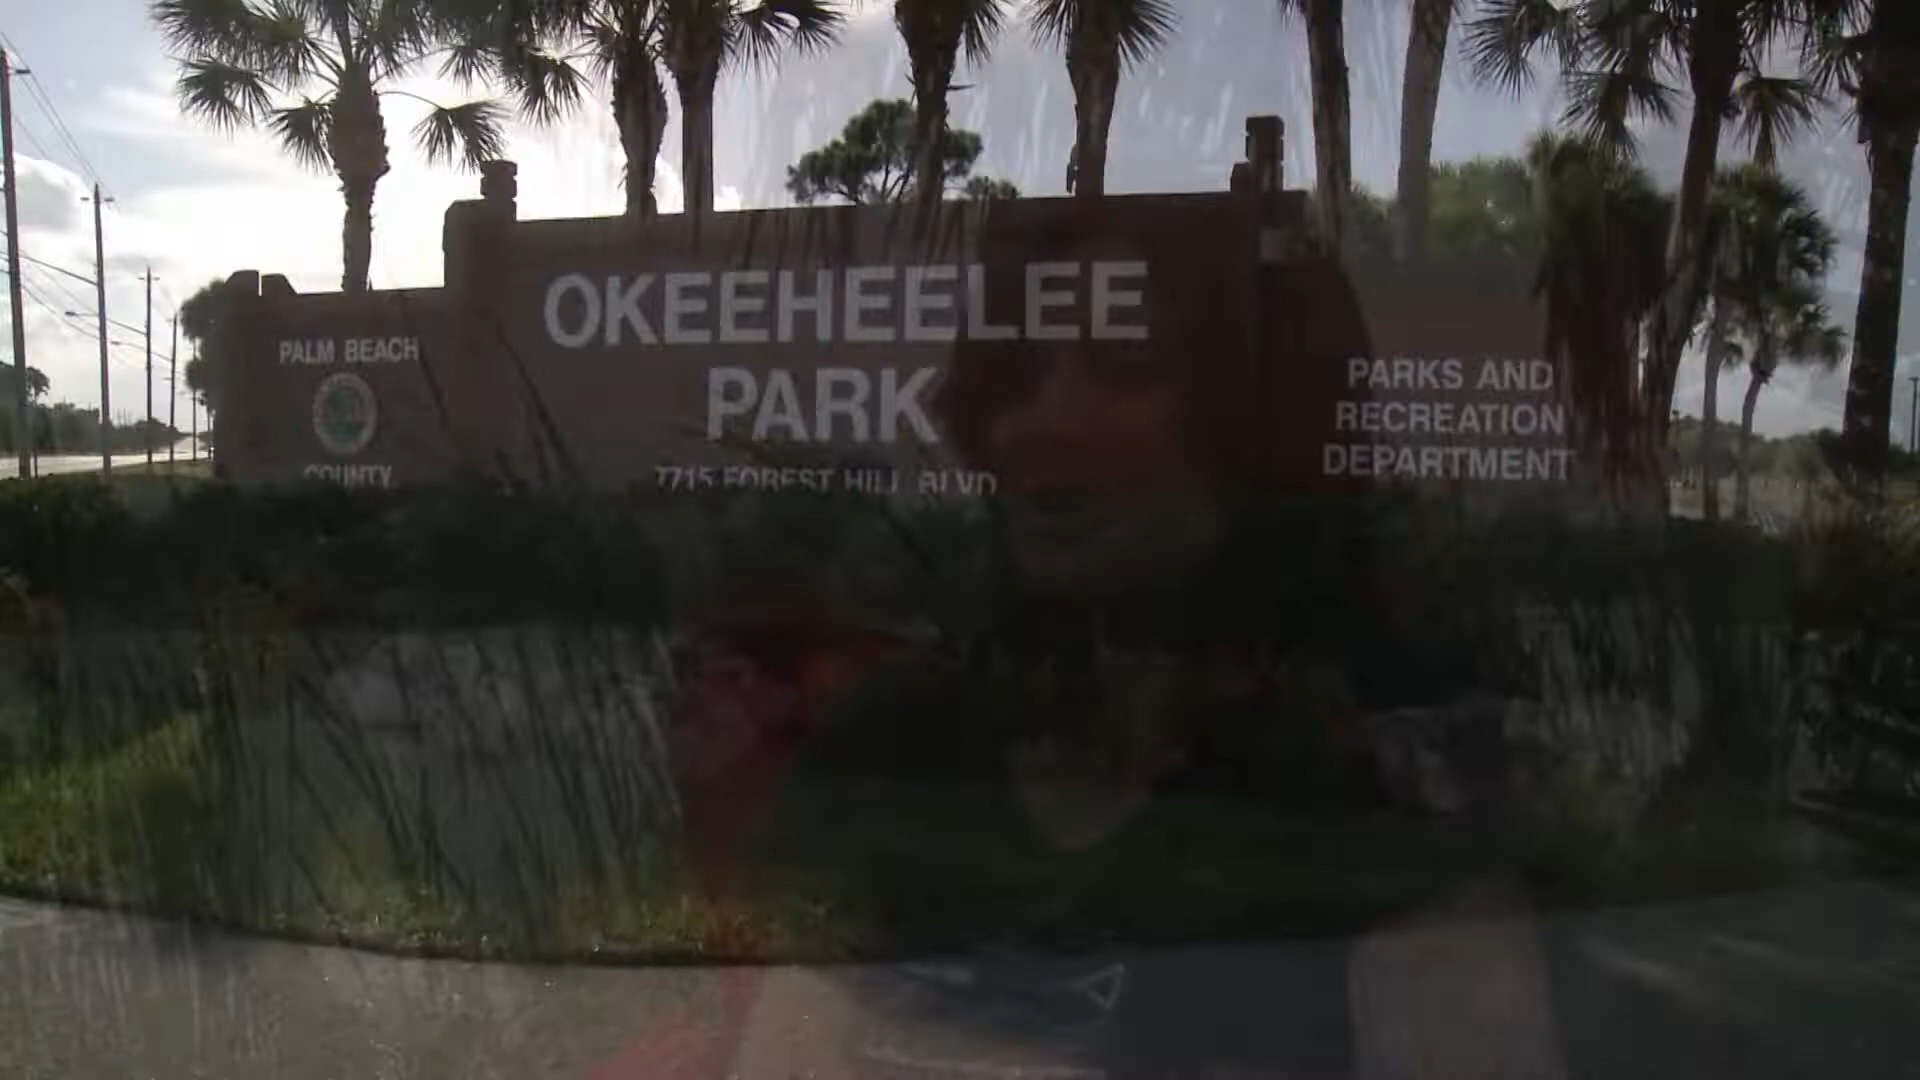 PALM BEACH
COUNTY
OKEEHEELEE
PARK
7715 FOREST HILL BLVD
PARKS AND
RECREATION
DEPARTMENT